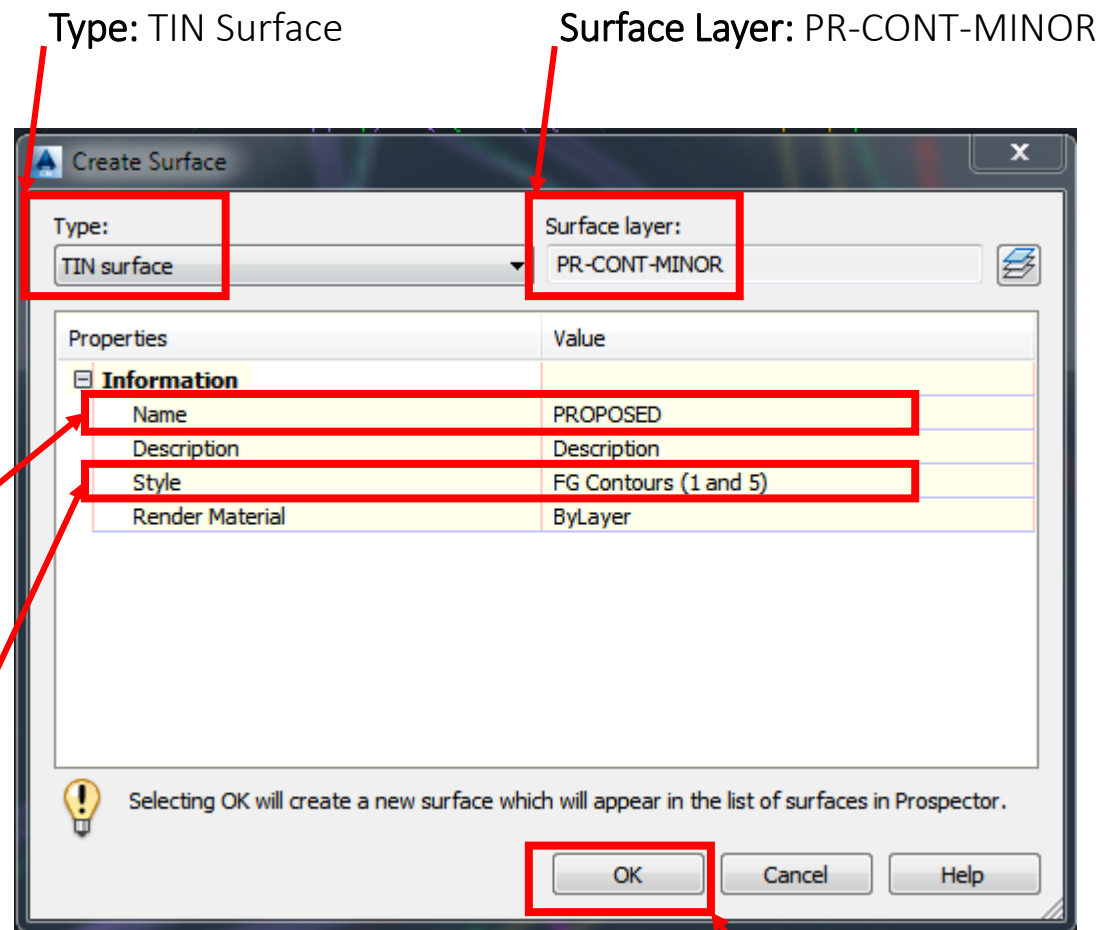 Type: TIN Surface
Surface Layer: PR-CONT-MINOR
Create Surface
Type:
Surface layer:
TIN surface
PR-CONT-MINOR
Properties Value
Information
Name PROPOSED
Description Description
Style FG Contours (1 and 5)
Render Material ByLayer
Selecting OK will create a new surface which will appear in the list of surfaces in Prospector.
OK Cancel Help